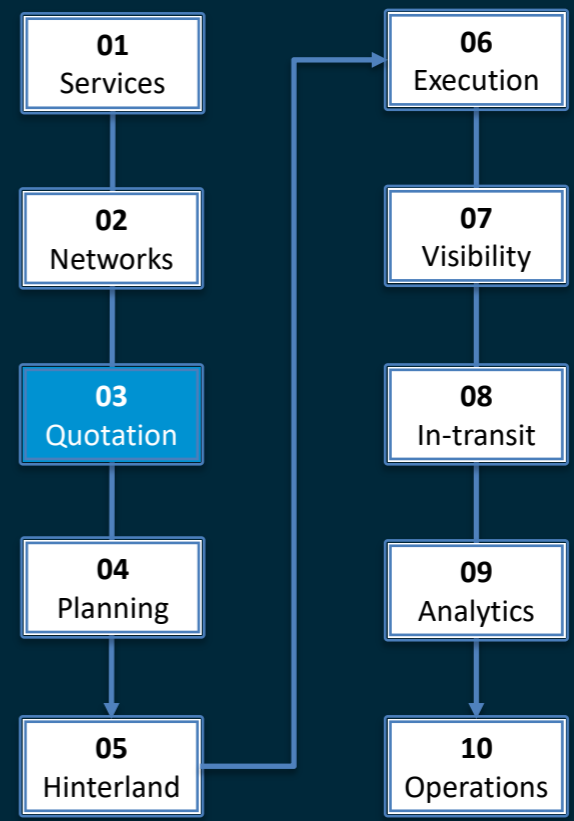 01
Services
02
Networks
03
Quotation
04
Planning
05
Hinterland
06
Execution
07
Visibility
08
In-transit
09
Analytics
10
Operations